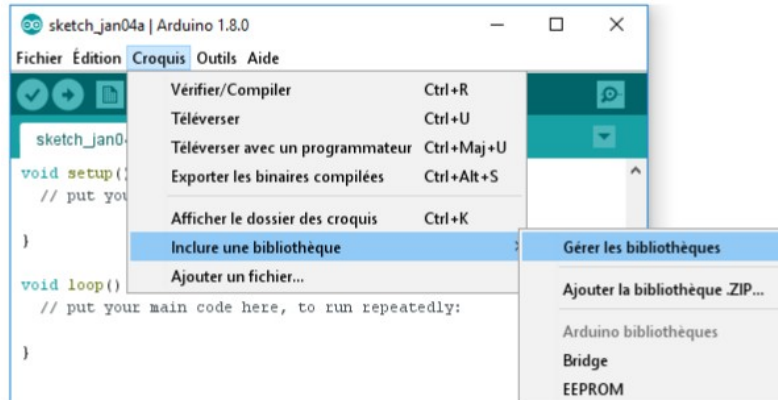 sketch_jan04a | Arduino 1.8.0
Fichier Édition Croquis Outils Aide
Vérifier/Compiler Ctrl+R
Téléverser Ctrl+U
Téléverser avec un programmateur Ctrl+Maj+U
Exporter les binaires compilées Ctrl+Alt+S
Afficher le dossier des croquis Ctrl+K
Inclure une bibliothèque
Ajouter un fichier...
Gérer les bibliothèques
Ajouter la bibliothèque .ZIP...
Arduino bibliothèques
Bridge
EEPROM
sketch_jan0
void setup()
// put you
}
void loop()
// put your main code here, to run repeatedly:
}